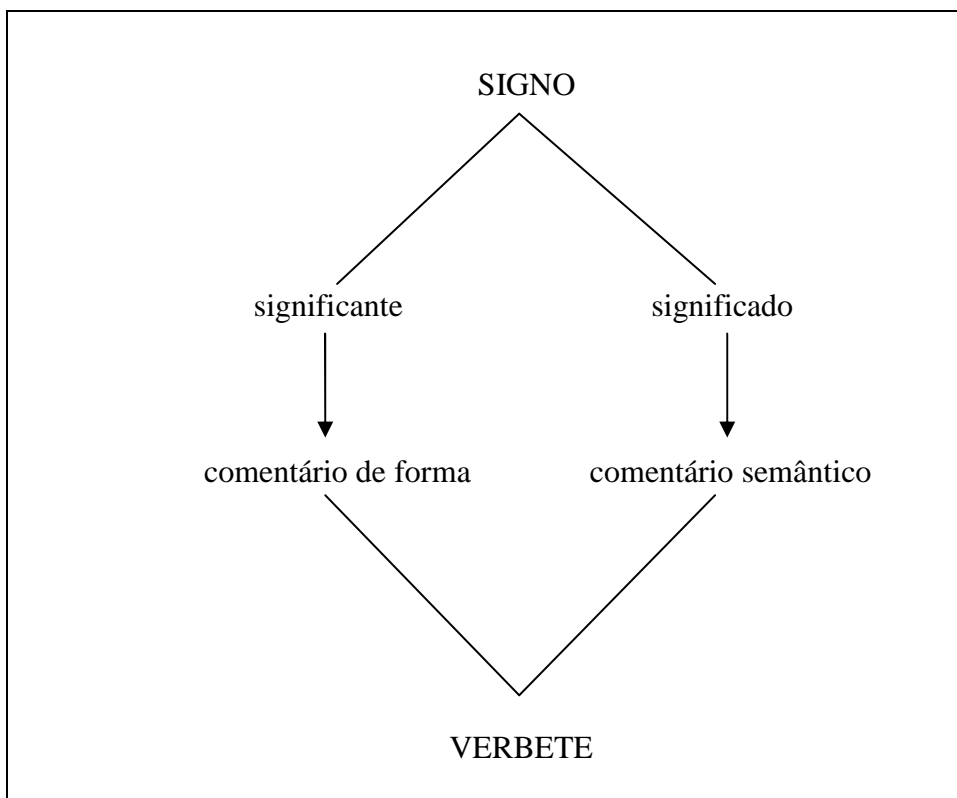 SIGNO
significante significado
comentário de forma comentário semântico
VERBETE